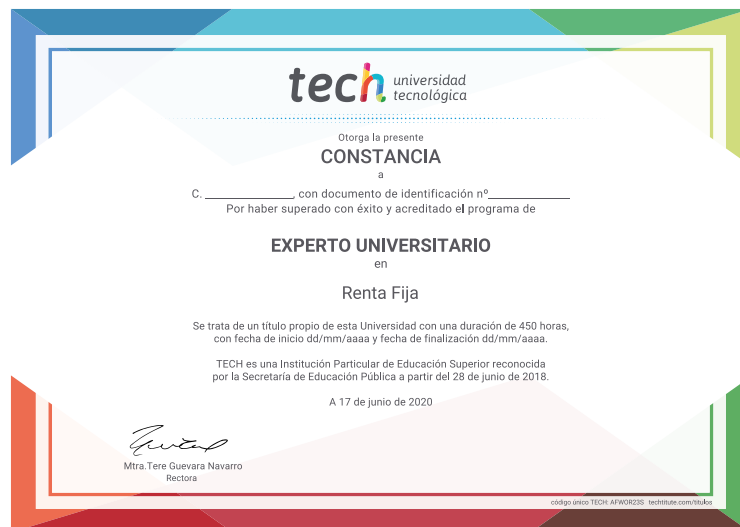 tech universidad
tecnológica
Otorga la presente
CONSTANCIA
a
C. ______________, con documento de identificación nº______________
Por haber superado con éxito y acreditado el programa de
EXPERTO UNIVERSITARIO
en
Renta Fija
Se trata de un título propio de esta Universidad con una duración de 450 horas,
con fecha de inicio dd/mm/aaaa y fecha de finalización dd/mm/aaaa.
TECH es una Institución Particular de Educación Superior reconocida
por la Secretaría de Educación Pública a partir del 28 de junio de 2018.
A 17 de junio de 2020
Mtra.Tere Guevara Navarro
Rectora
código único TECH: AFWOR23S techtitute.com/titulos